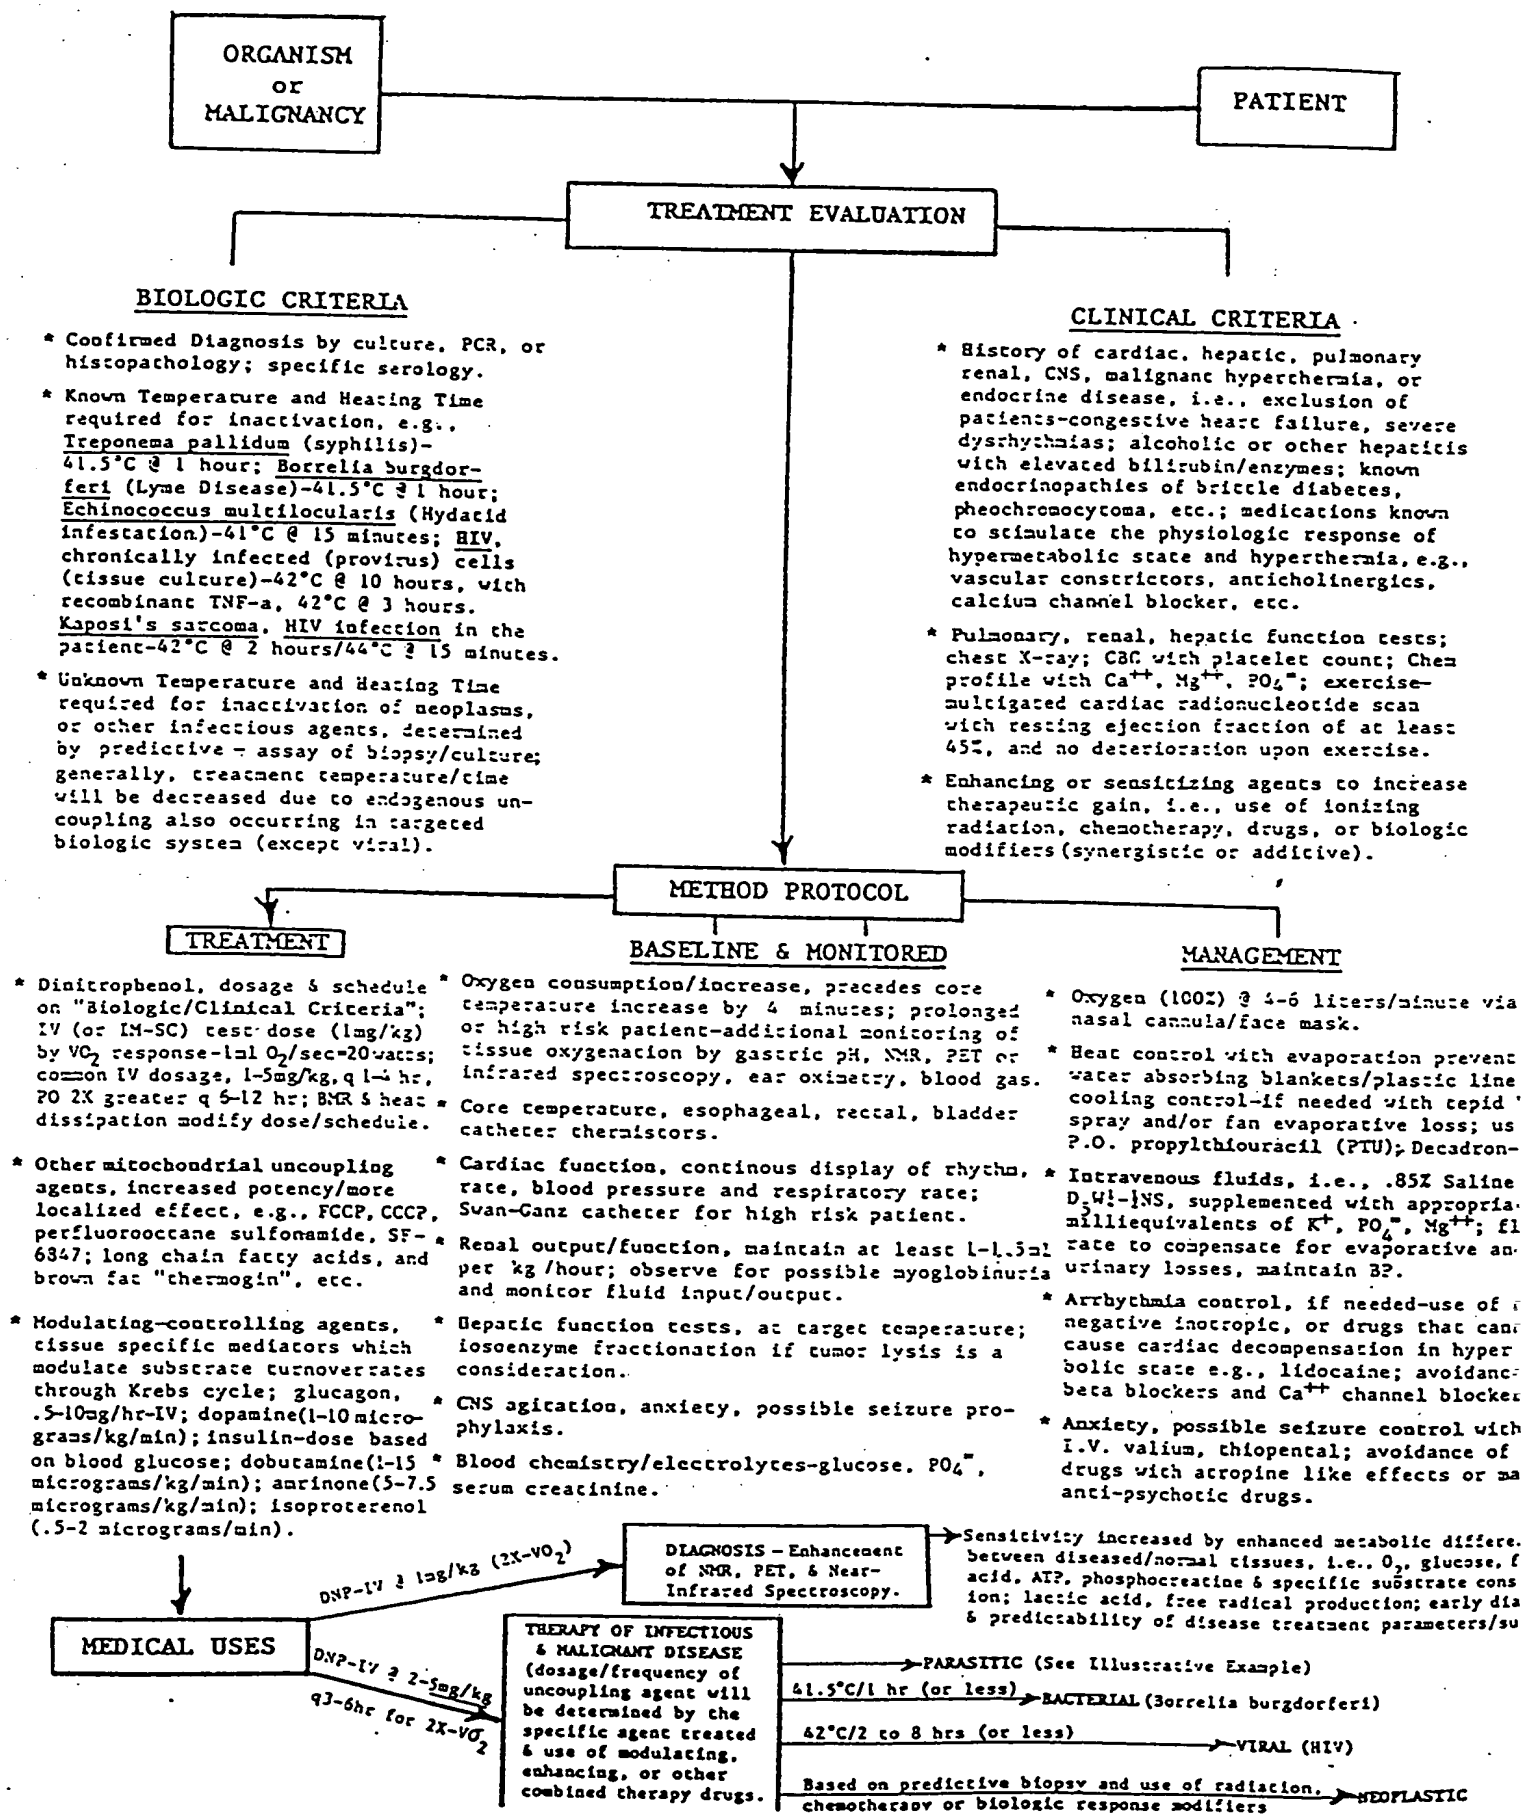 ORGANISM
or
MALIGNANCY
PATIENT
TREATMENT EVALUATION
BIOLOGIC CRITERIA
* Confirmed Diagnosis by culture, PCR, or
histopathology; specific serology.
* Known Temperature and Heating Time
required for inactivation, e.g.,
Treponema pallidum (syphilis)-
41.5°C @ 1 hour; Borrelia burgdor-
feri (Lyme Disease)-41.5°C @ 1 hour;
Echinococcus multilocularis (Hydatid
infestation)-41°C @ 15 minutes; HIV,
chronically infected (provirus) cells
(tissue culture)-42°C @ 10 hours, with
recombinant TNF-a, 42°C @ 3 hours.
Kaposi's sarcoma, HIV infection in the
patient-42°C @ 2 hours/44°C @ 15 minutes.
* Unknown Temperature and Heating Time
required for inactivation of neoplasms,
or other infectious agents, determined
by predictive - assay of biopsy/culture;
generally, treatment temperature/time
will be decreased due to endogenous un-
coupling also occurring in targeted
biologic system (except viral).
CLINICAL CRITERIA
* History of cardiac, hepatic, pulmonary
renal, CNS, malignant hyperthermia, or
endocrine disease, i.e., exclusion of
patients-congestive heart failure, severe
dysrhythmias; alcoholic or other hepatitis
with elevated bilirubin/enzymes; known
endocrinopathies of brittle diabetes,
pheochromocytoma, etc.; medications known
to stimulate the physiologic response of
hypermetabolic state and hyperthermia, e.g.,
vascular constrictors, anticholinergics,
calcium channel blocker, etc.
* Pulmonary, renal, hepatic function tests;
chest X-ray; CBC with platelet count; Chem
profile with Ca++, Mg++, PO4=; exercise-
multigated cardiac radionucleotide scan
with resting ejection fraction of at least
45%, and no deterioration upon exercise.
* Enhancing or sensitizing agents to increase
therapeutic gain, i.e., use of ionizing
radiation, chemotherapy, drugs, or biologic
modifiers (synergistic or additive).
METHOD PROTOCOL
TREATMENT
* Dinitrophenol, dosage & schedule
on "Biologic/Clinical Criteria";
IV (or IM-SC) test dose (1mg/kg)
by VO2 response-1ml O2/sec=20watts;
common IV dosage, 1-5mg/kg, q 1-4 hr,
PO 2X greater q 6-12 hr; BMR & heat
dissipation modify dose/schedule.
* Other mitochondrial uncoupling
agents, increased potency/more
localized effect, e.g., FCCP, CCCP,
perfluorooctane sulfonamide, SF-
6847; long chain fatty acids, and
brown fat "thermogin", etc.
* Modulating-controlling agents,
tissue specific mediators which
modulate substrate turnover rates
through Krebs cycle; glucagon,
.5-10mg/hr-IV; dopamine(1-10 micro-
grams/kg/min); insulin-dose based
on blood glucose; dobutamine(1-15
micrograms/kg/min); amrinone(5-7.5
micrograms/kg/min); isoproterenol
(.5-2 micrograms/min).
BASELINE & MONITORED
* Oxygen consumption/increase, precedes core
temperature increase by 4 minutes; prolonged
or high risk patient-additional monitoring of
tissue oxygenation by gastric pH, NMR, PET or
infrared spectroscopy, ear oximetry, blood gas.
* Core temperature, esophageal, rectal, bladder
catheter thermistors.
* Cardiac function, continous display of rhythm,
rate, blood pressure and respiratory rate;
Swan-Ganz catheter for high risk patient.
* Renal output/function, maintain at least 1-1.5ml
per kg /hour; observe for possible myoglobinuria
and monitor fluid input/output.
* Hepatic function tests, at target temperature;
iosoenzyme fractionation if tumor lysis is a
consideration.
* CNS agitation, anxiety, possible seizure pro-
phylaxis.
* Blood chemistry/electrolytes-glucose, PO4=,
serum creatinine.
MANAGEMENT
* Oxygen (100%) @ 4-6 liters/minute via
nasal cannula/face mask.
* Heat control with evaporation prevent
water absorbing blankets/plastic line
cooling control-if needed with tepid
spray and/or fan evaporative loss; us
P.O. propylthiouracil (PTU); Decadron-
* Intravenous fluids, i.e., .85% Saline
supplemented with appropria
milliequivalents of K+, PO4=, Mg++; fl
rate to compensate for evaporative an
urinary losses, maintain BP.
* Arrhythmia control, if needed-use of
negative inotropic, or drugs that can
cause cardiac decompensation in hyper
bolic state e.g., lidocaine; avoidanc
beta blockers and Ca++ channel blocker
* Anxiety, possible seizure control with
I.V. valium, thiopental; avoidance of
drugs with atropine like effects or ma
anti-psychotic drugs.
MEDICAL USES
DNP-IV @ 1mg/kg (2X-VO2)
DIAGNOSIS - Enhancement
of NMR, PET, & Near-
Infrared Spectroscopy.
Sensitivity increased by enhanced metabolic differe
between diseased/normal tissues, i.e., O2, glucose, f
acid, ATP, phosphocreatine & specific substrate cons
ion; lactic acid, free radical production; early dia
& predictability of disease treatment parameters/su
DNP-IV @ 2-5mg/kg
q3-6hr for 2X-VO2
THERAPY OF INFECTIOUS
& MALIGNANT DISEASE
(dosage/frequency of
uncoupling agent will
be determined by the
specific agent treated
& use of modulating,
enhancing, or other
combined therapy drugs.
PARASITIC (See Illustrative Example)
41.5°C/1 hr (or less)
BACTERIAL (Borrelia burgdorferi)
42°C/2 to 8 hrs (or less)
VIRAL (HIV)
Based on predictive biopsy and use of radiation,
chemotherapy or biologic response modifiers
NEOPLASTIC